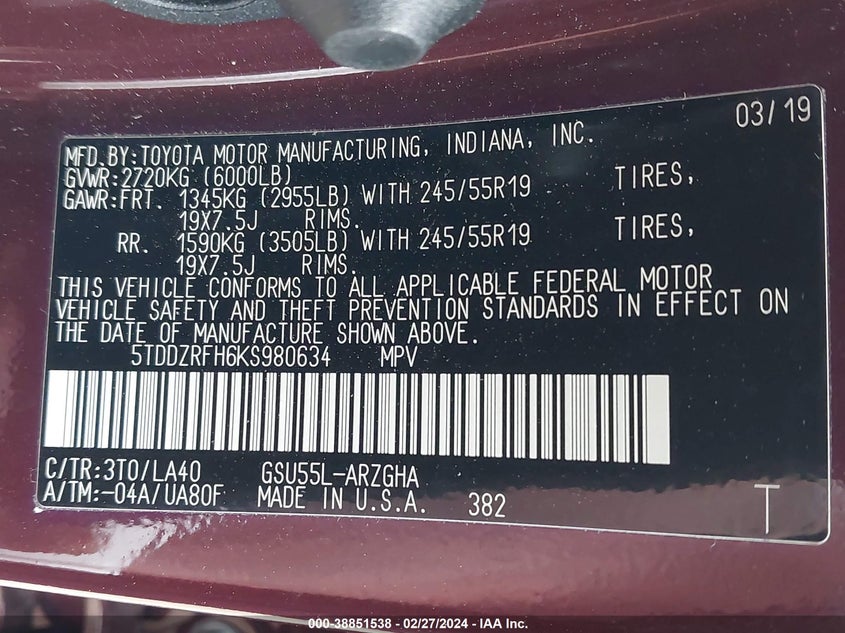 03/19
MFD.BY:TOYOTA MOTOR MANUFACTURING, INDIANA, INC.
GVWR:2720KG (6000LB)
GAWR:FRT. 1345KG (2955LB) WITH 245/55R19 TIRES,
19X7.5J RIMS.
RR. 1590KG (3505LB) WITH 245/55R19 TIRES,
19X7.5J RIMS.
THIS VEHICLE CONFORMS TO ALL APPLICABLE FEDERAL MOTOR
VEHICLE SAFETY AND THEFT PREVENTION STANDARDS IN EFFECT ON
THE DATE OF MANUFACTURE SHOWN ABOVE.
5TDDZRFH6KS980634 MPV
C/TR:3T0/LA40 GSU55L-ARZGHA
A/TM:-04A/UA80F MADE IN U.S.A. 382
T
000-38851538 - 02/27/2024 - IAA Inc.